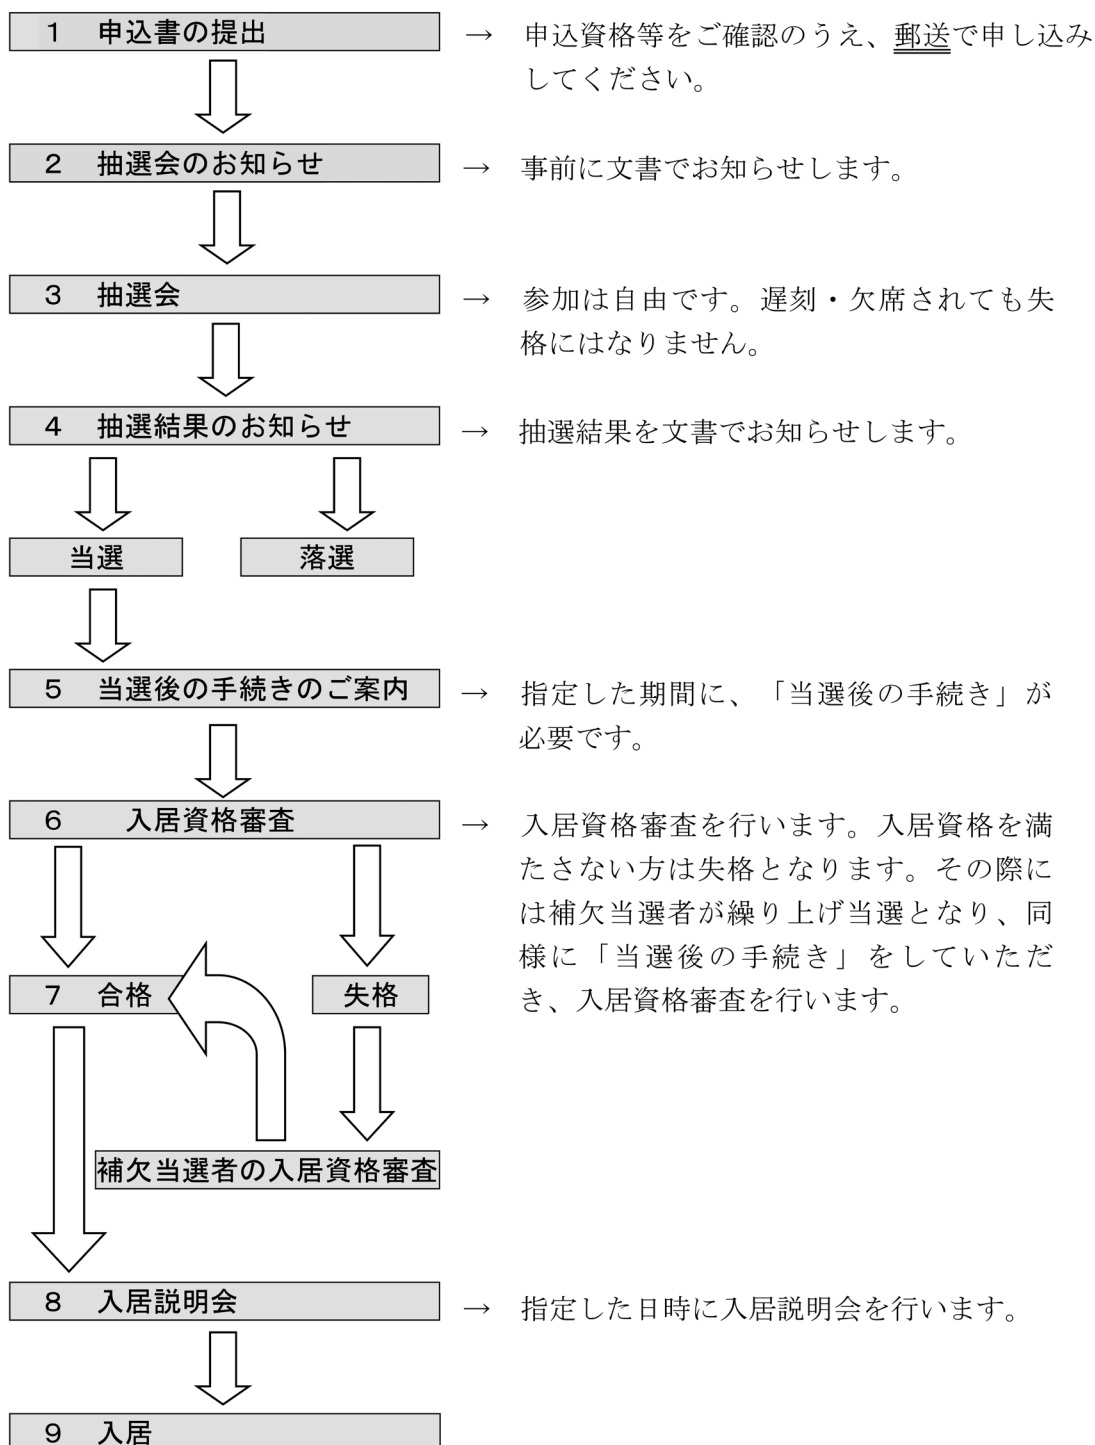 1 申込書の提出 → 申込資格等をご確認のうえ、郵送で申し込み
してください。
2 抽選会のお知らせ → 事前に文書でお知らせします。
3 抽選会 → 参加は自由です。遅刻・欠席されても失
格にはなりません。
4 抽選結果のお知らせ → 抽選結果を文書でお知らせします。
当選 落選
5 当選後の手続きのご案内 → 指定した期間に、「当選後の手続き」が
必要です。
6 入居資格審査 → 入居資格審査を行います。入居資格を満
たさない方は失格となります。その際に
は補欠当選者が繰り上げ当選となり、同
様に「当選後の手続き」をしていただ
き、入居資格審査を行います。
7 合格 失格
補欠当選者の入居資格審査
8 入居説明会 → 指定した日時に入居説明会を行います。
9 入居